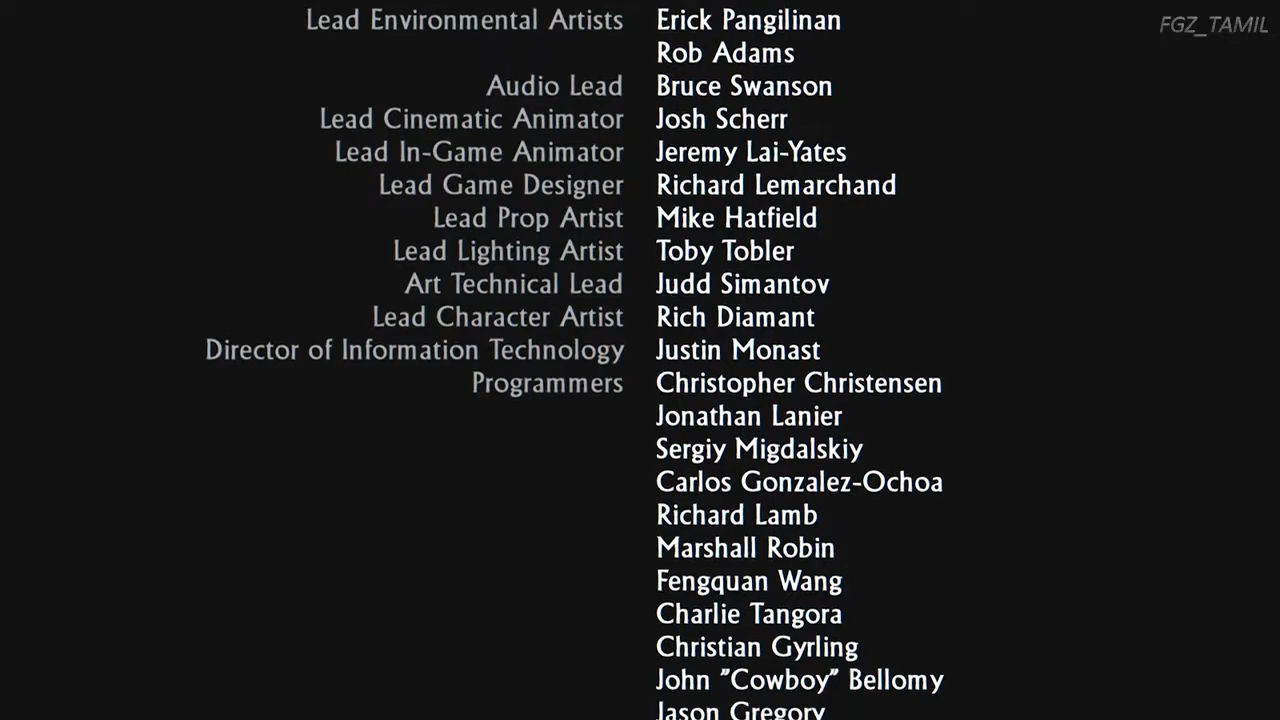 FGZ_TAMIL
Lead Environmental Artists Erick Pangilinan
Rob Adams
Audio Lead Bruce Swanson
Lead Cinematic Animator Josh Scherr
Lead In-Game Animator Jeremy Lai-Yates
Lead Game Designer Richard Lemarchand
Lead Prop Artist Mike Hatfield
Lead Lighting Artist Toby Tobler
Art Technical Lead Judd Simantov
Lead Character Artist Rich Diamant
Director of Information Technology Justin Monast
Programmers Christopher Christensen
Jonathan Lanier
Sergiy Migdalskiy
Carlos Gonzalez-Ochoa
Richard Lamb
Marshall Robin
Fengquan Wang
Charlie Tangora
Christian Gyrling
John "Cowboy" Bellomy
Jason Gregory